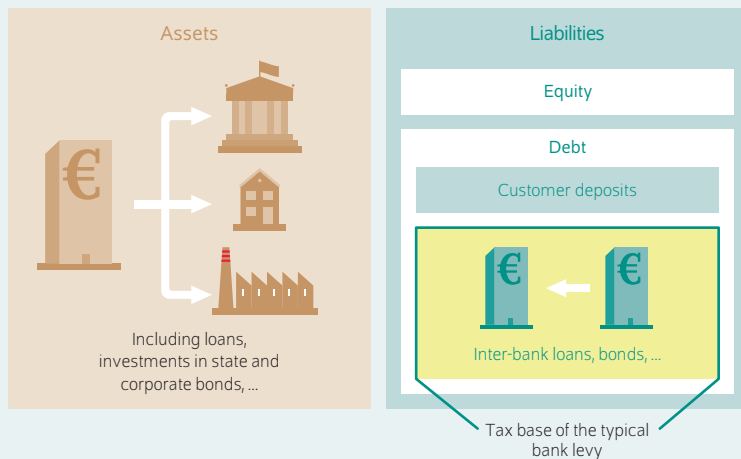 Assets
€
Including loans,
investments in state and
corporate bonds, ...
Liabilities
Equity
Debt
Customer deposits
€ €
Inter-bank loans, bonds, ...
Tax base of the typical
bank levy